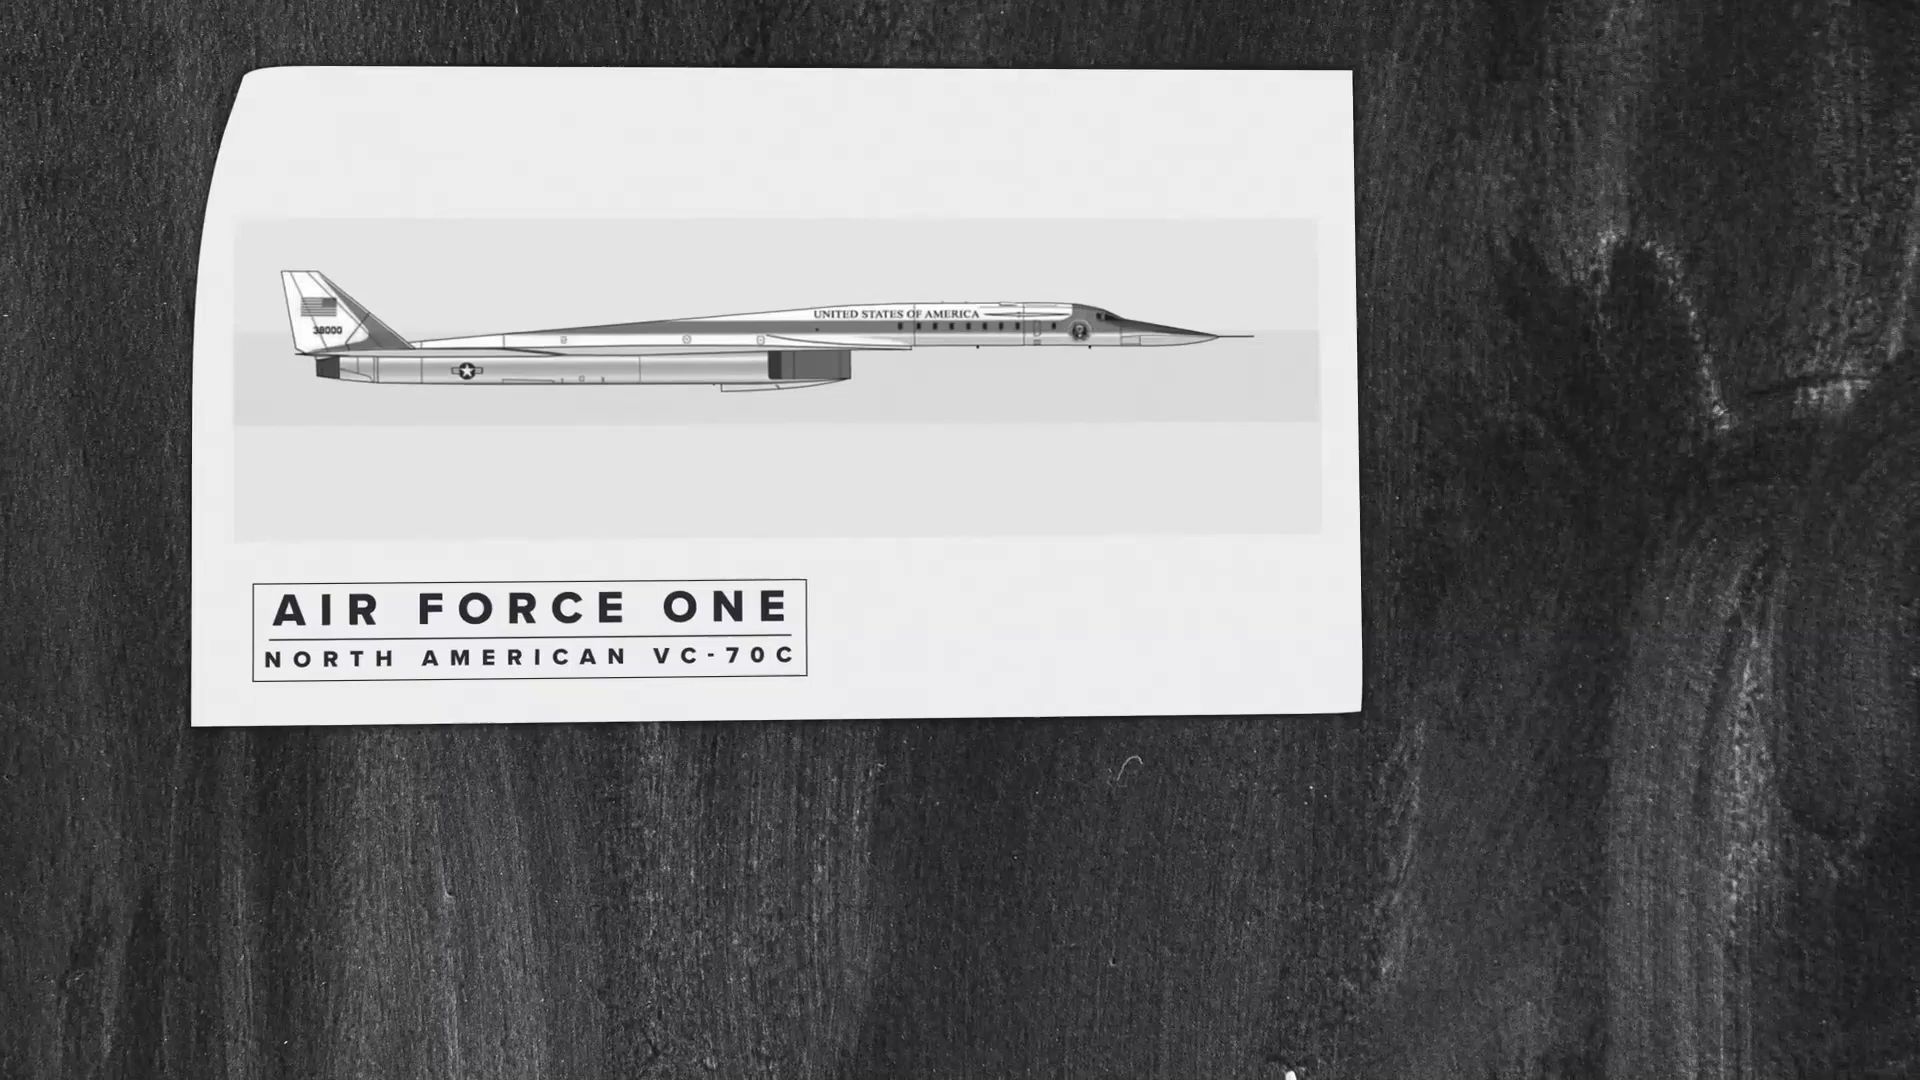 UNITED STATES OF AMERICA
38000
AIR FORCE ONE
NORTH AMERICAN VC-70C